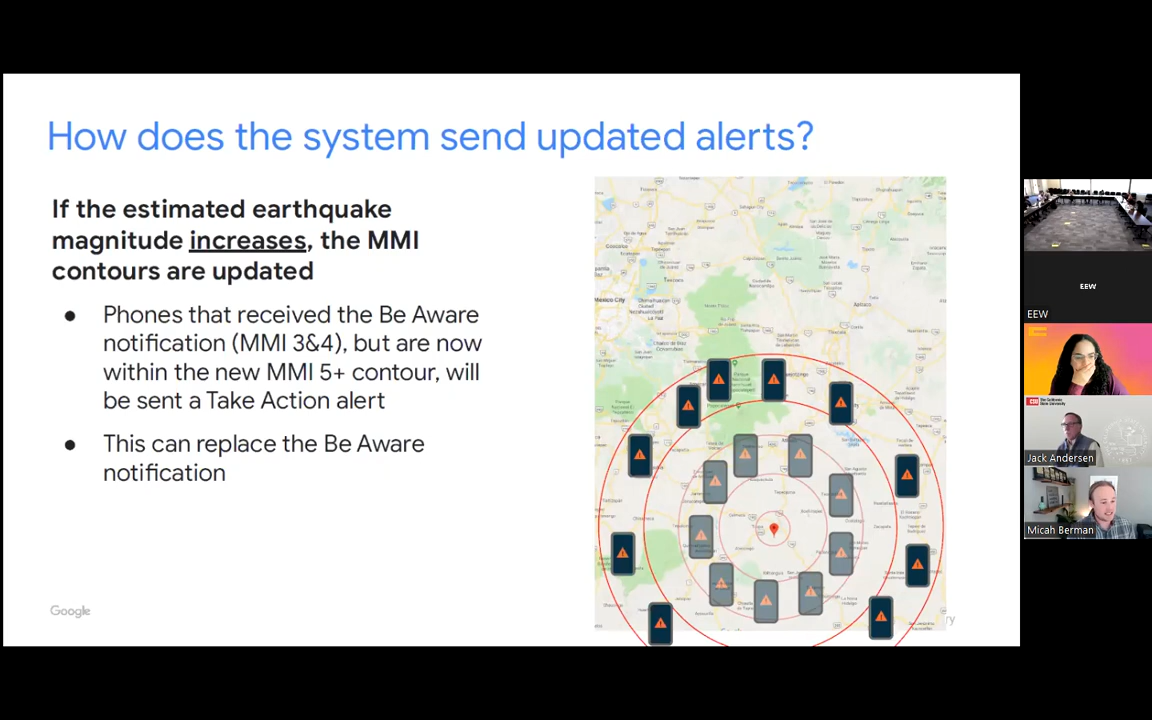 How does the system send updated alerts?
If the estimated earthquake
magnitude increases, the MMI
contours are updated
● Phones that received the Be Aware
notification (MMI 3&4), but are now
within the new MMI 5+ contour, will
be sent a Take Action alert
● This can replace the Be Aware
notification
Mexico City
Google
ry
EEW
EEW
Jack Andersen
Micah Berman